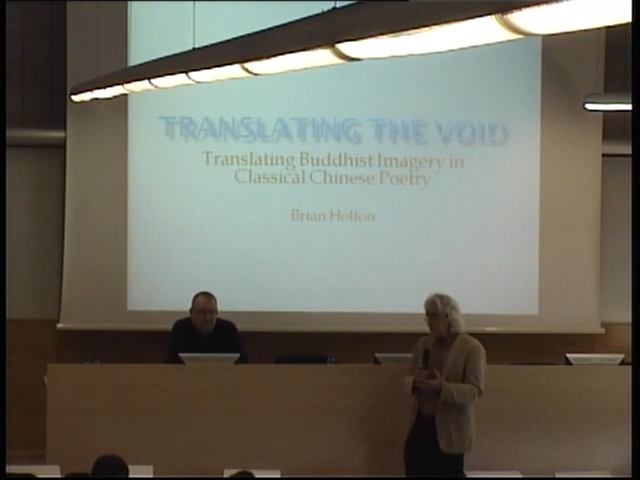 TRANSLATING THE VOID
Translating Buddhist Imagery in
Classical Chinese Poetry
Brian Holton